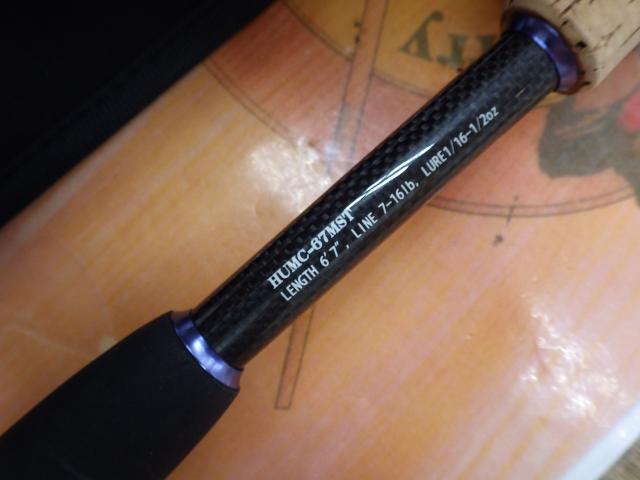 HUMC-67MST
LENGTH 6'7", LINE 7-16lb, LURE1/16-1/2oz